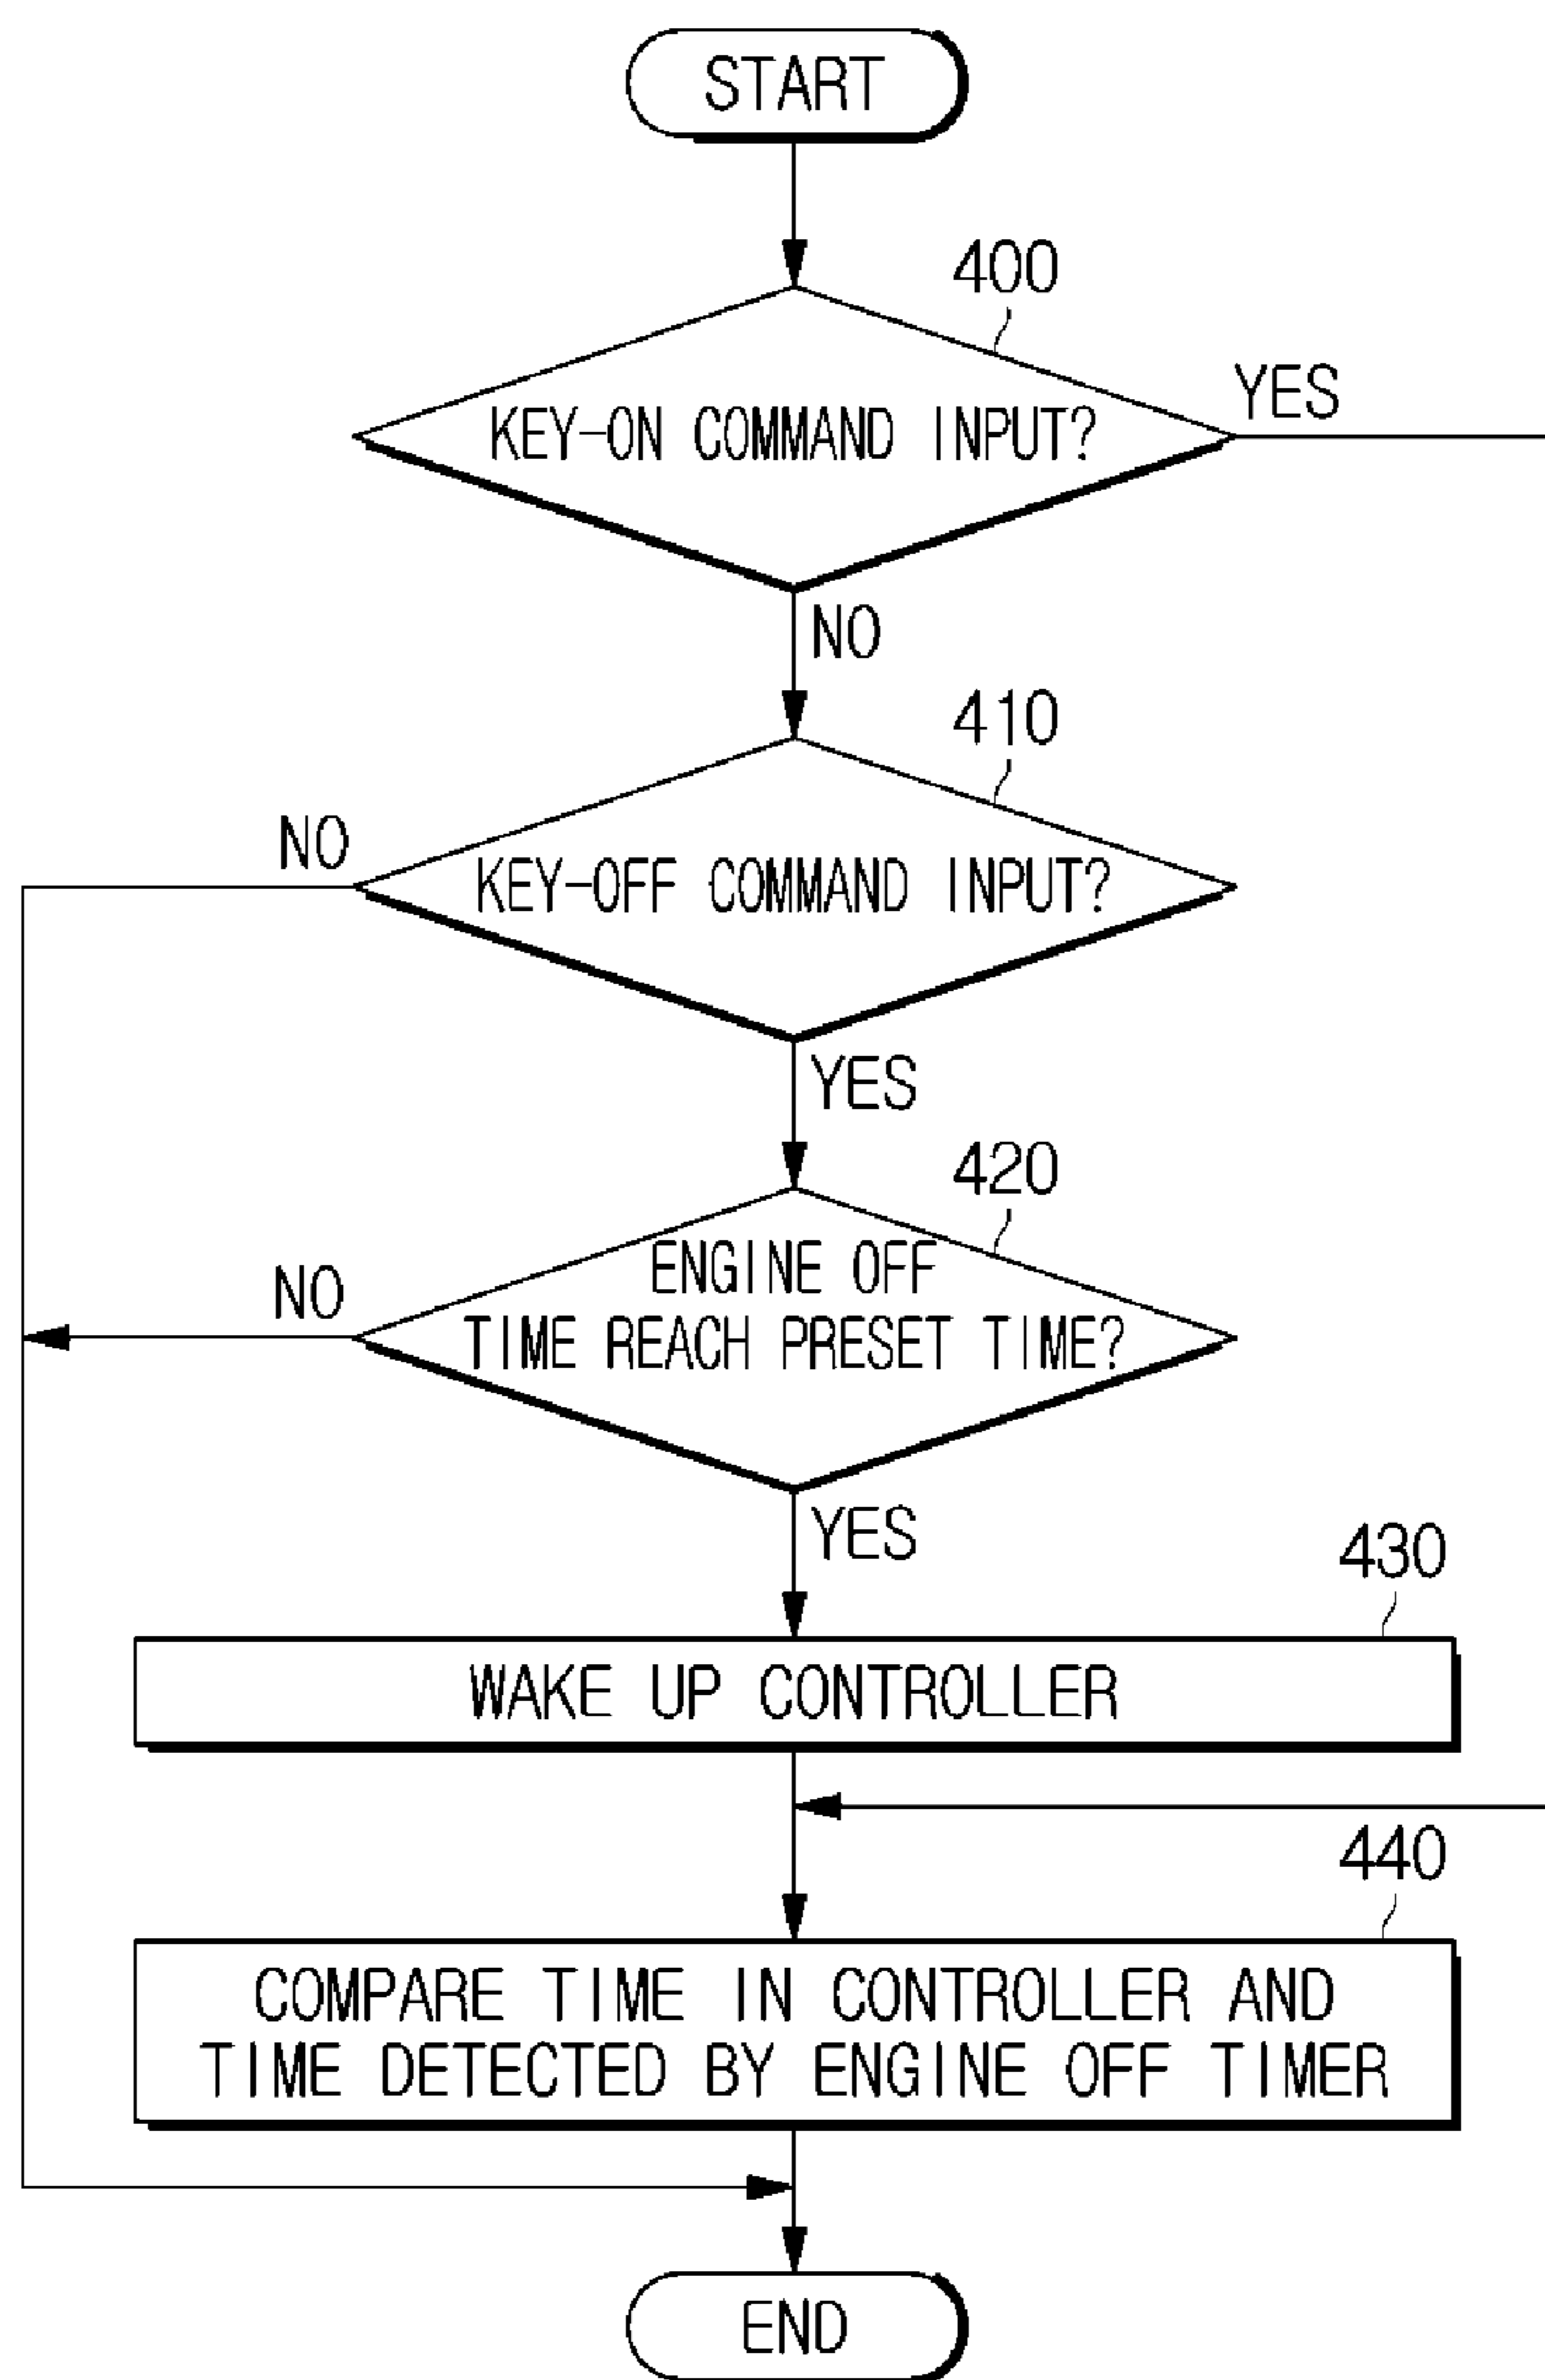 START
400
KEY-ON COMMAND INPUT?
YES
NO
410
KEY-OFF COMMAND INPUT?
NO
YES
420
ENGINE OFF
TIME REACH PRESET TIME?
NO
YES
430
WAKE UP CONTROLLER
440
COMPARE TIME IN CONTROLLER AND
TIME DETECTED BY ENGINE OFF TIMER
END